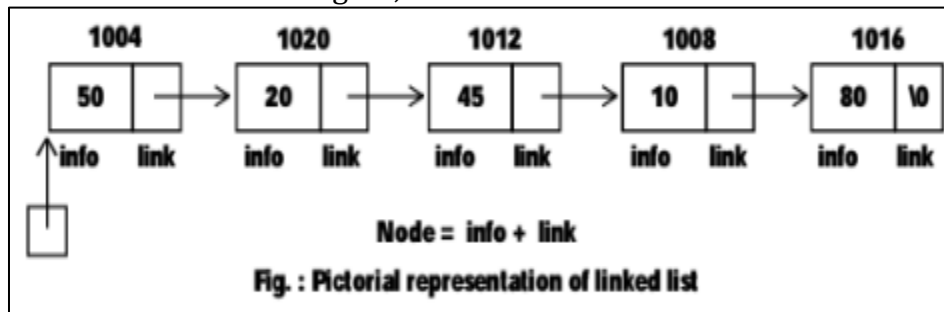 1004 1020 1012 1008 1016
50 20 45 10 80 \0
info link info link info link info link info link
Node = info + link
Fig. : Pictorial representation of linked list